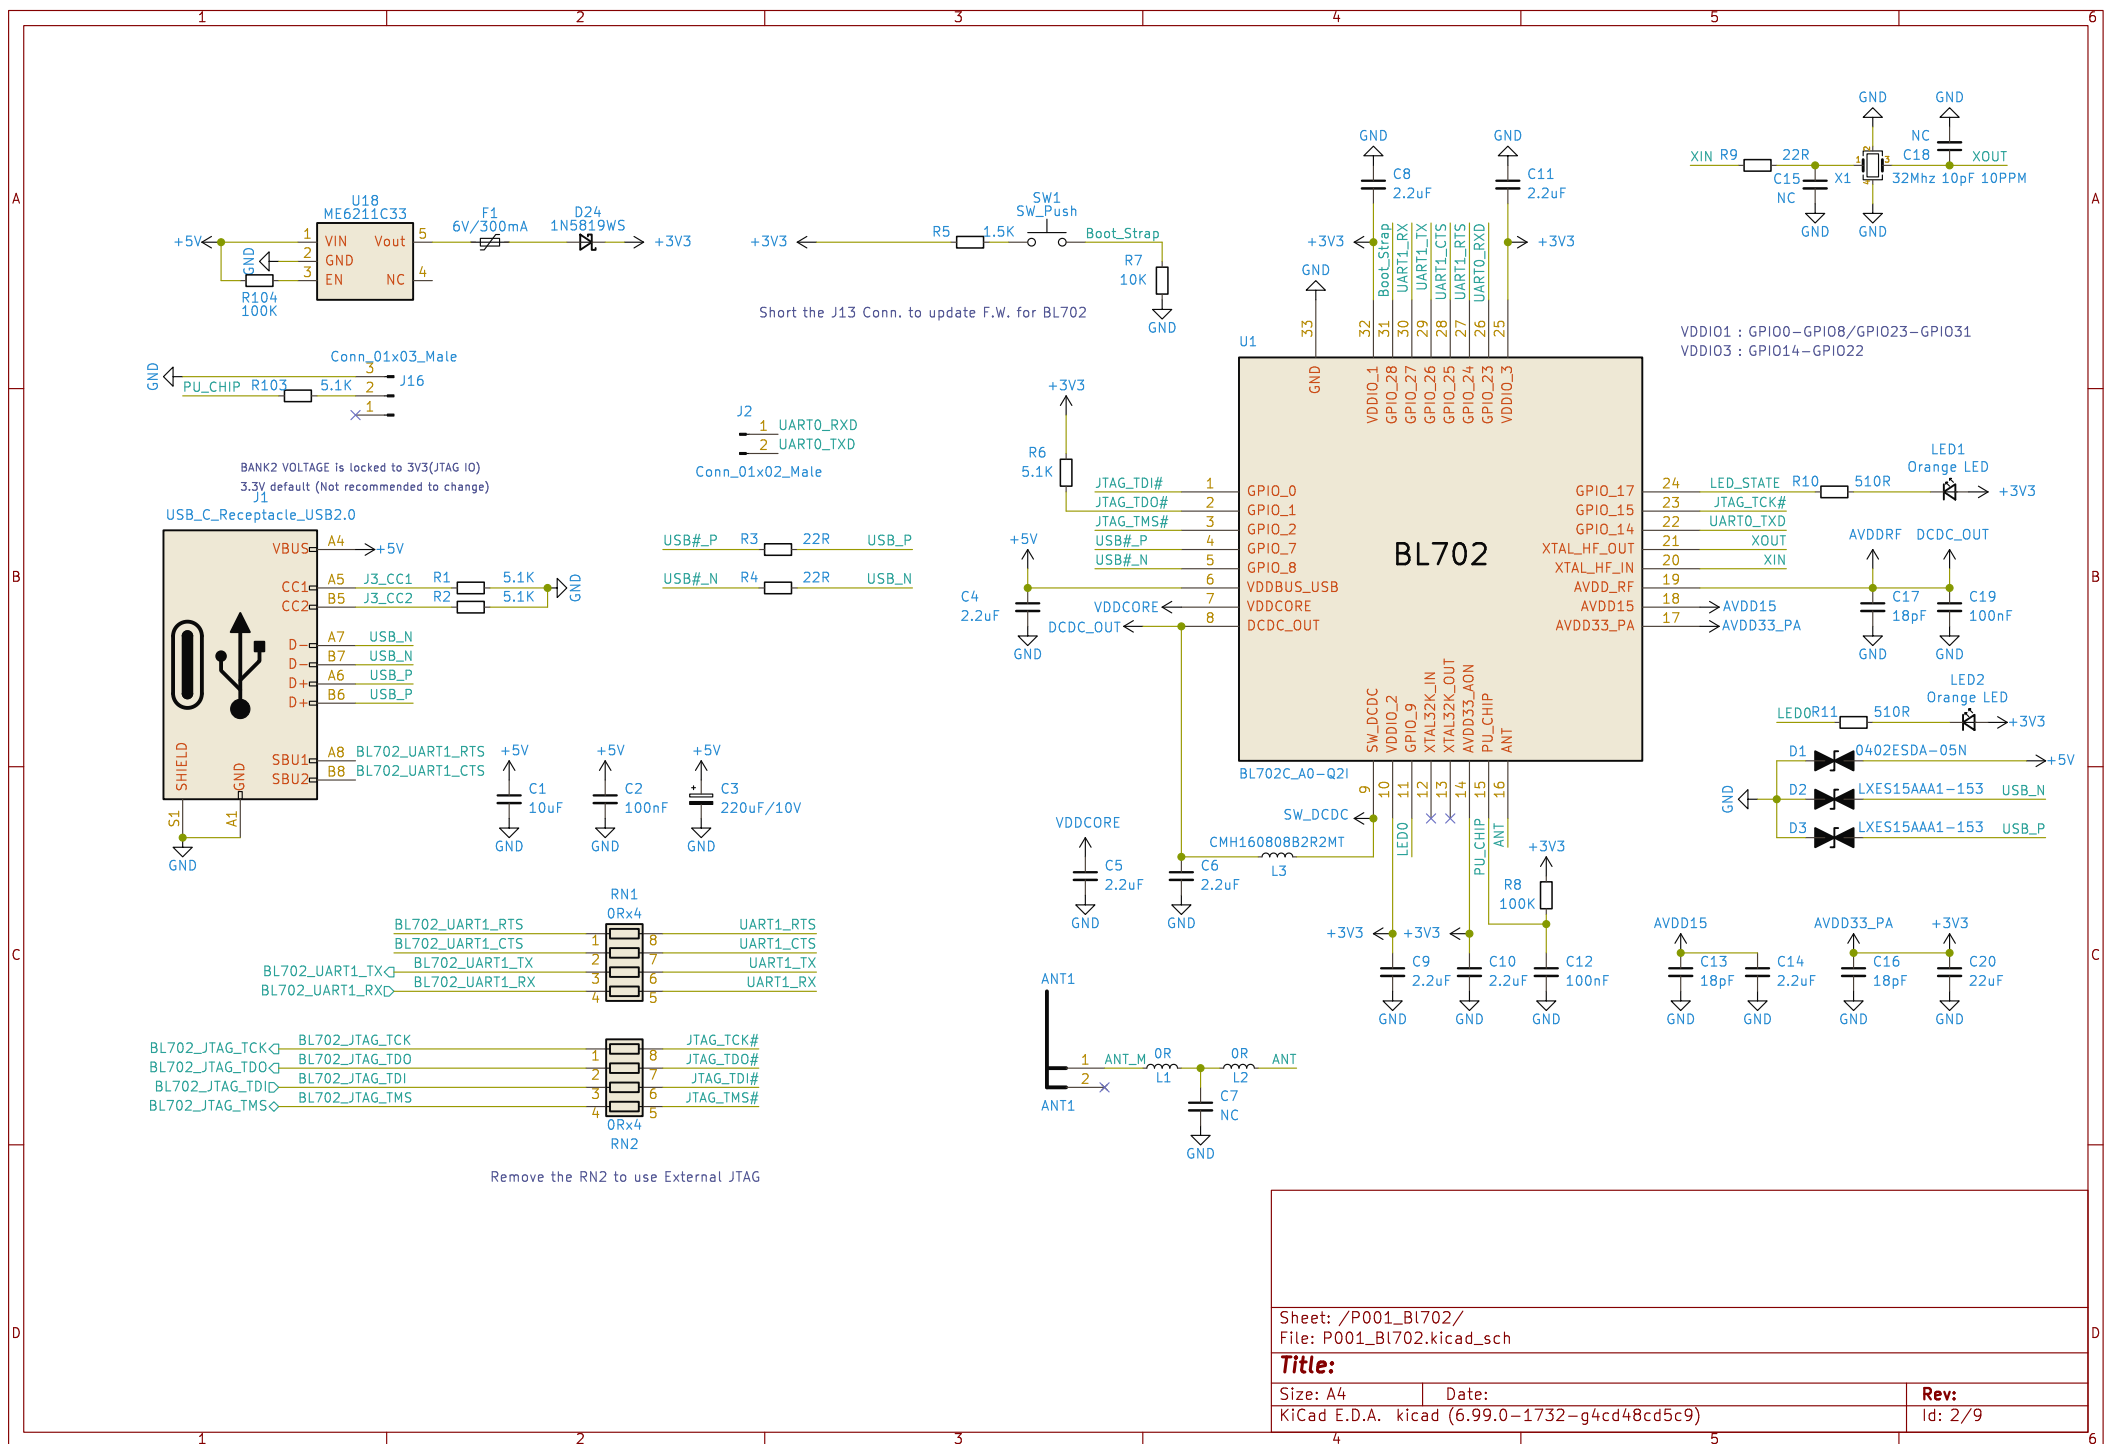 1 2 3 4 5 6
A
B
C
D
A
B
C
D
1 2 3 4 5 6
U18
ME6211C33
+5V
1 VIN
2 GND
3 EN
Vout 5
NC 4
GND
R104
100K
F1
6V/300mA
D24
1N5819WS
+3V3
+3V3
R5 1.5K
SW1
SW_Push
Boot_Strap
R7
10K
GND
Short the J13 Conn. to update F.W. for BL702
Conn_01x03_Male
GND
3
J16
PU_CHIP R103 5.1K 2
1
J2
1 UART0_RXD
2 UART0_TXD
Conn_01x02_Male
BANK2 VOLTAGE is locked to 3V3(JTAG IO)
3.3V default (Not recommended to change)
J1
USB_C_Receptacle_USB2.0
VBUS A4 +5V
CC1 A5 J3_CC1 R1 5.1K
CC2 B5 J3_CC2 R2 5.1K
GND
D- A7 USB_N
D- B7 USB_N
D+ A6 USB_P
D+ B6 USB_P
SBU1 A8 BL702_UART1_RTS
SBU2 B8 BL702_UART1_CTS
SHIELD
GND
S1
A1
GND
USB#_P R3 22R USB_P
USB#_N R4 22R USB_N
+5V
C1
10uF
GND
+5V
C2
100nF
GND
+5V
+
C3
220uF/10V
GND
RN1
0Rx4
BL702_UART1_RTS 1 8 UART1_RTS
BL702_UART1_CTS 2 7 UART1_CTS
BL702_UART1_TX BL702_UART1_TX 3 6 UART1_TX
BL702_UART1_RX BL702_UART1_RX 4 5 UART1_RX
BL702_JTAG_TCK BL702_JTAG_TCK 1 8 JTAG_TCK#
BL702_JTAG_TDO BL702_JTAG_TDO 2 7 JTAG_TDO#
BL702_JTAG_TDI BL702_JTAG_TDI 3 6 JTAG_TDI#
BL702_JTAG_TMS BL702_JTAG_TMS 4 5 JTAG_TMS#
0Rx4
RN2
Remove the RN2 to use External JTAG
GND
C8
2.2uF
+3V3
GND
C11
2.2uF
+3V3
GND
Boot_Strap
UART1_RX
UART1_TX
UART1_CTS
UART1_RTS
UART0_RXD
33
32
31
30
29
28
27
26
25
U1
GND
VDDIO_1
GPIO_28
GPIO_27
GPIO_26
GPIO_25
GPIO_24
GPIO_23
VDDIO_3
BL702
+3V3
R6
5.1K
JTAG_TDI# 1 GPIO_0
JTAG_TDO# 2 GPIO_1
JTAG_TMS# 3 GPIO_2
USB#_P 4 GPIO_7
USB#_N 5 GPIO_8
6 VDDBUS_USB
VDDCORE 7 VDDCORE
DCDC_OUT 8 DCDC_OUT
+5V
C4
2.2uF
GND
GPIO_17 24 LED_STATE R10 510R
GPIO_15 23 JTAG_TCK#
GPIO_14 22 UART0_TXD
XTAL_HF_OUT 21 XOUT
XTAL_HF_IN 20 XIN
AVDD_RF 19
AVDD15 18 AVDD15
AVDD33_PA 17 AVDD33_PA
LED1
Orange LED
+3V3
AVDDRF
DCDC_OUT
C17
18pF
GND
C19
100nF
GND
SW_DCDC
VDDIO_2
GPIO_9
XTAL32K_IN
XTAL32K_OUT
AVDD33_AON
PU_CHIP
ANT
BL702C_A0-Q2I
9
10
11
12
13
14
15
16
SW_DCDC
CMH160808B2R2MT
L3
LED0
PU_CHIP
ANT
VDDCORE
C5
2.2uF
GND
C6
2.2uF
GND
+3V3
R8
100K
+3V3
+3V3
C9
2.2uF
GND
C10
2.2uF
GND
C12
100nF
GND
ANT1
1 ANT_M 0R
L1
0R
L2
ANT
2
ANT1
C7
NC
GND
GND
GND
XIN R9 22R
C15
NC
GND
X1
1
2
3
4
GND
NC
C18
XOUT
32Mhz 10pF 10PPM
VDDIO1 : GPIO0-GPIO8/GPIO23-GPIO31
VDDIO3 : GPIO14-GPIO22
LED2
Orange LED
LED0 R11 510R +3V3
D1 0402ESDA-05N +5V
GND
D2 LXES15AAA1-153 USB_N
D3 LXES15AAA1-153 USB_P
AVDD15
C13
18pF
GND
C14
2.2uF
GND
AVDD33_PA
C16
18pF
GND
+3V3
C20
22uF
GND
Sheet: /P001_Bl702/
File: P001_Bl702.kicad_sch
Title:
Size: A4 Date: Rev:
KiCad E.D.A. kicad (6.99.0-1732-g4cd48cd5c9) Id: 2/9